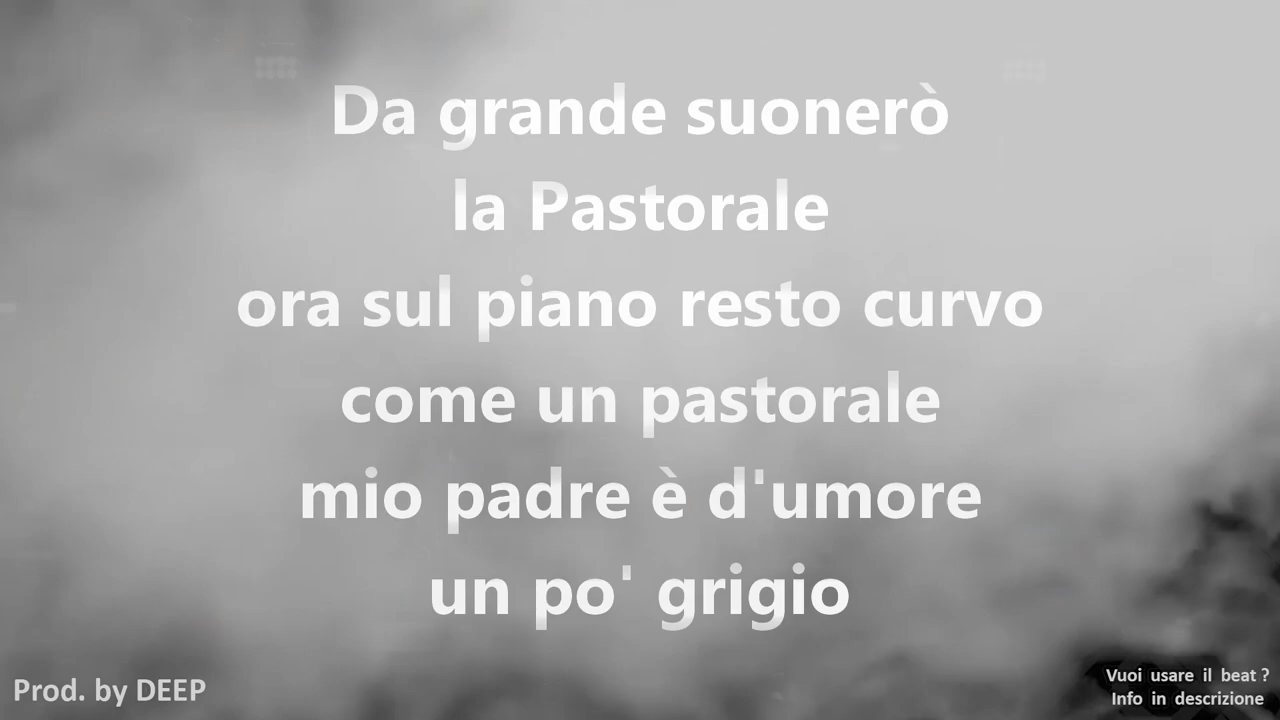 Da grande suonerò
la Pastorale
ora sul piano resto curvo
come un pastorale
mio padre è d'umore
un po' grigio
Prod. by DEEP
Vuoi usare il beat ?
Info in descrizione